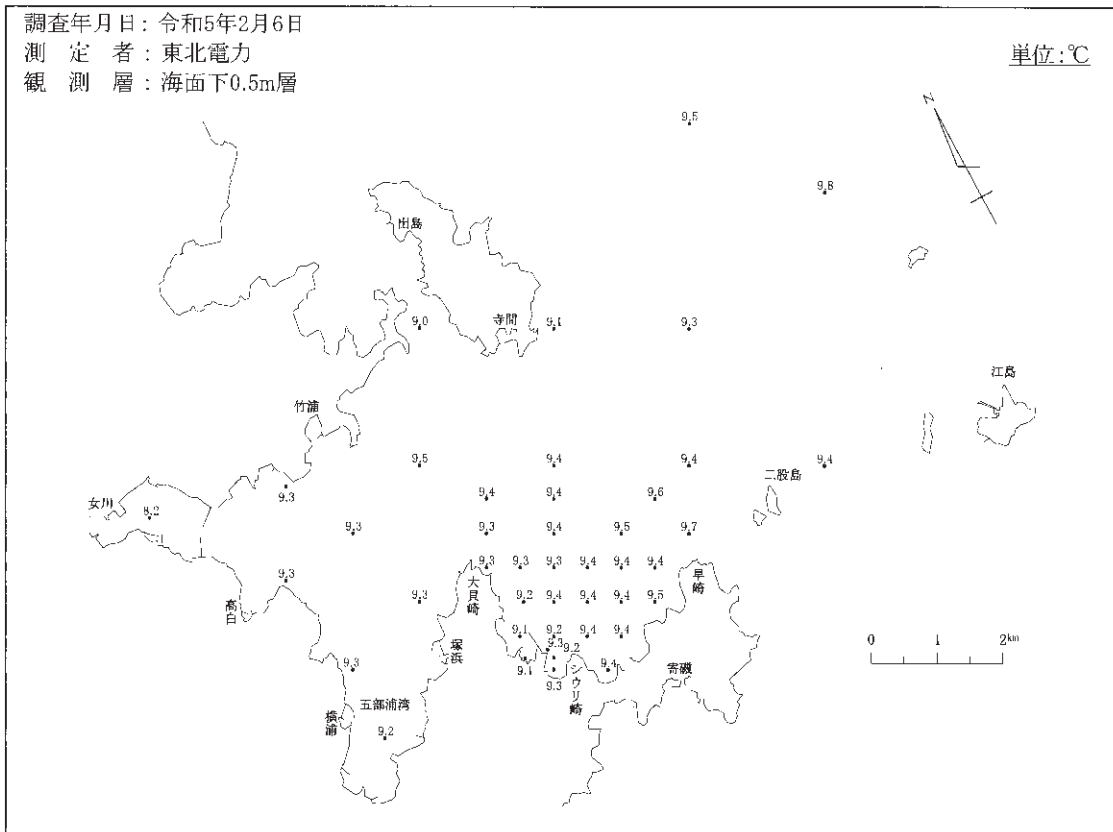 調査年月日：令和5年2月6日
測定者：東北電力
観測層：海面下0.5m層
単位：℃
N
9.5
9.8
出島
9.0
寺間
9.4
9.3
江島
竹浦
9.5
9.4
9.4
9.4
二股島
9.3
9.4
9.4
9.6
女川
8.2
9.3
9.3
9.4
9.5
9.7
9.3
9.3
9.3
9.3
9.4
9.4
9.4
大貝崎
早崎
高白
9.3
9.2
9.4
9.4
9.4
9.5
9.1
9.2
9.4
9.4
0 1 2km
塚浜
9.3
9.2
9.3
9.4
9.4
9.3
シウリ崎
寄磯
五部浦湾
横浦
9.2